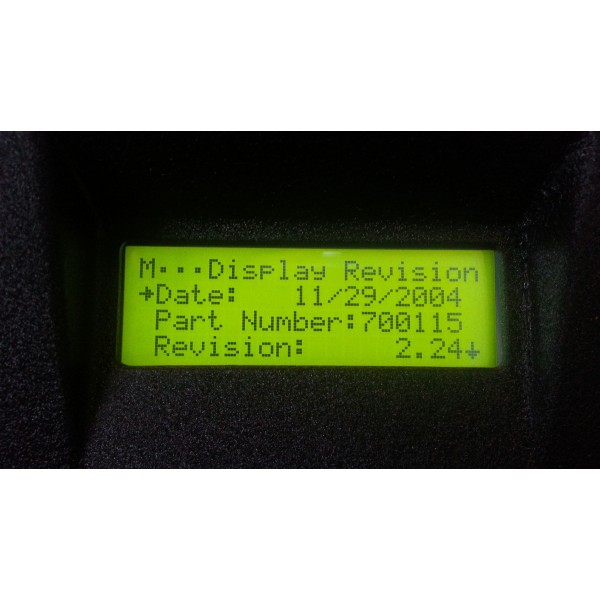 M···Display Revision
→Date:    11/29/2004
Part Number:700115
Revision:      2.24↓